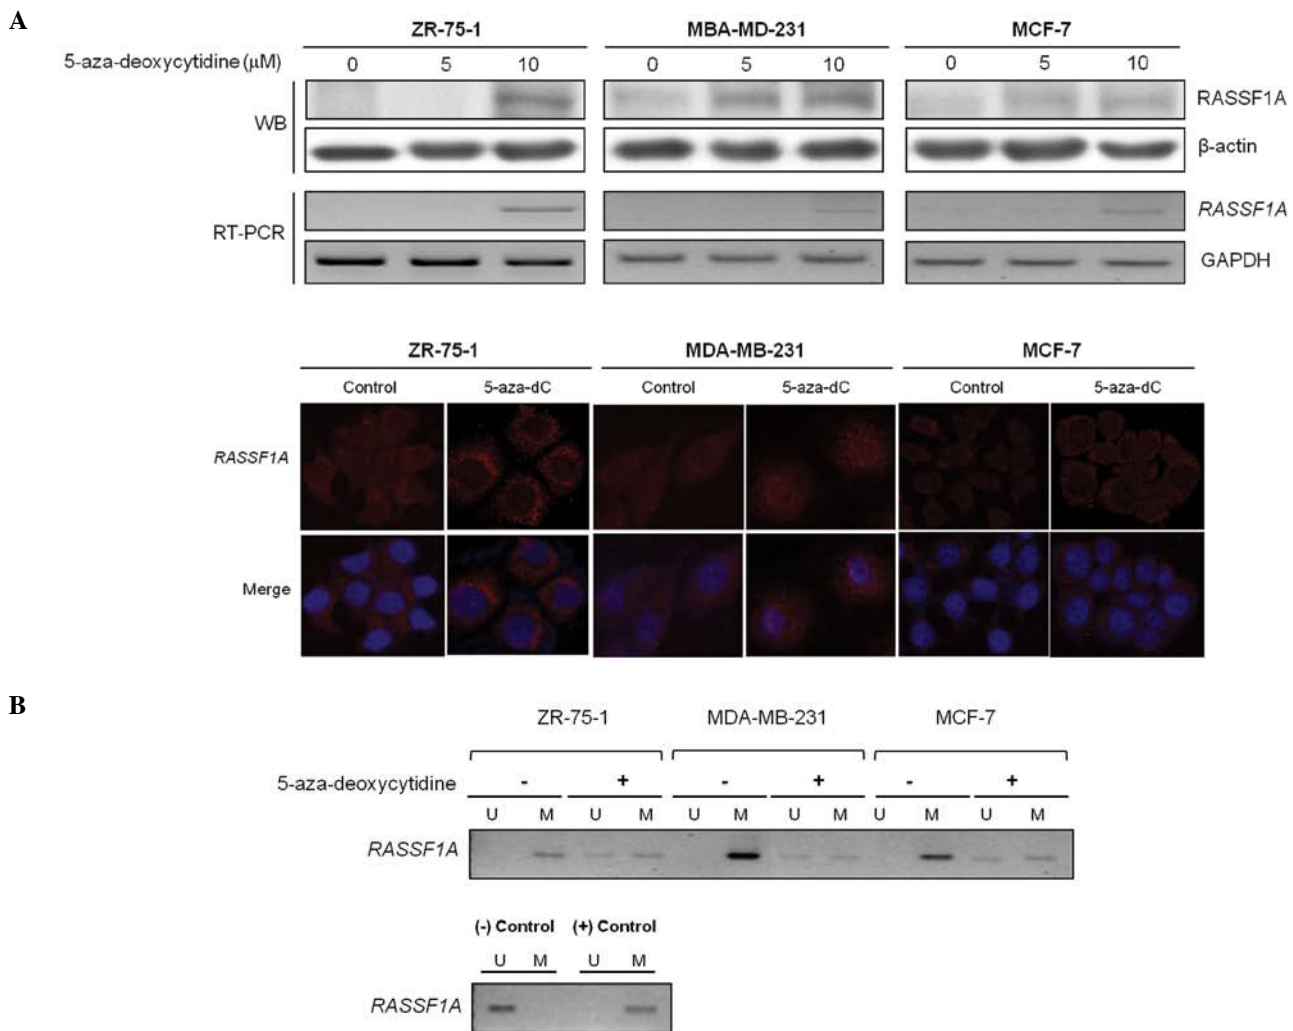 A
ZR-75-1 MBA-MD-231 MCF-7
5-aza-deoxycytidine (μM) 0 5 10 0 5 10 0 5 10
WB
RASSF1A
β-actin
RT-PCR
RASSF1A
GAPDH
ZR-75-1 MDA-MB-231 MCF-7
Control 5-aza-dC Control 5-aza-dC Control 5-aza-dC
RASSF1A
Merge
B
ZR-75-1 MDA-MB-231 MCF-7
5-aza-deoxycytidine - + - + - +
U M U M U M U M U M U M
RASSF1A
(-) Control (+) Control
U M U M
RASSF1A